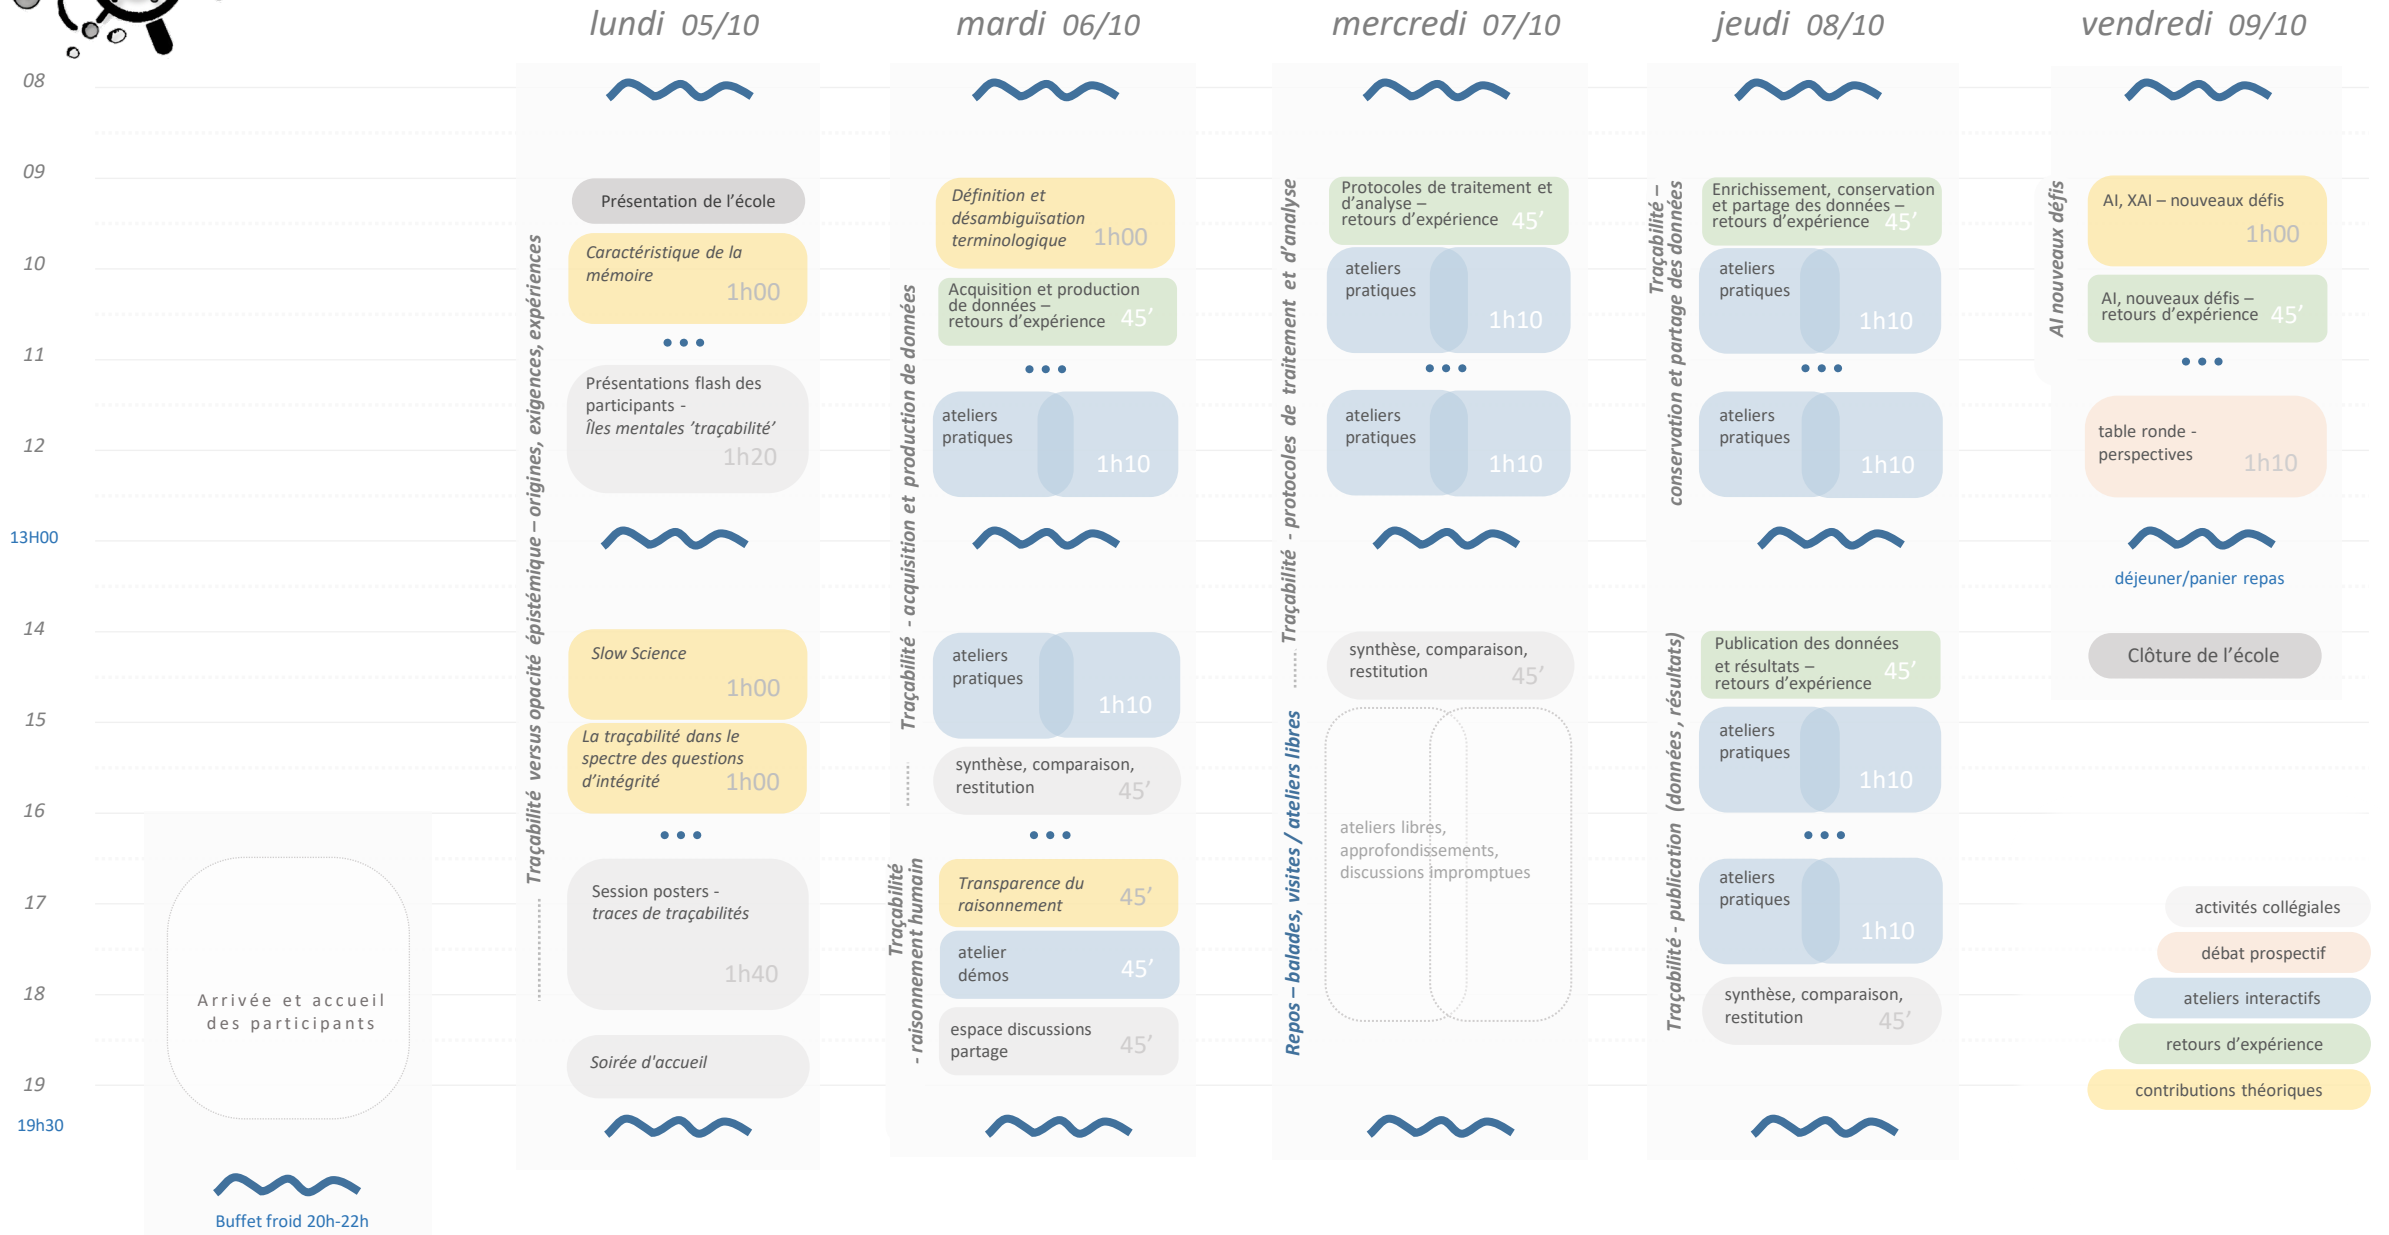 lundi 05/10
mardi 06/10
mercredi 07/10
jeudi 08/10
vendredi 09/10
08
09
10
11
12
13H00
14
15
16
17
18
19
19h30
Arrivée et accueil
des participants
Buffet froid 20h-22h
Traçabilité versus opacité épistémique – origines, exigences, expériences
Présentation de l’école
Caractéristique de la
mémoire
1h00
Présentations flash des
participants -
Îles mentales ’traçabilité’
1h20
Slow Science
1h00
La traçabilité dans le
spectre des questions
d’intégrité
1h00
Session posters -
traces de traçabilités
1h40
Soirée d'accueil
Traçabilité - acquisition et production de données
Définition et
désambiguïsation
terminologique
1h00
Acquisition et production
de données –
retours d’expérience 45’
ateliers
pratiques
1h10
ateliers
pratiques
1h10
synthèse, comparaison,
restitution
45’
Traçabilité
- raisonnement humain
Transparence du
raisonnement
45’
atelier
démos
45’
espace discussions
partage
45’
Traçabilité - protocoles de traitement et d’analyse
Protocoles de traitement et
d’analyse –
retours d’expérience 45’
ateliers
pratiques
1h10
ateliers
pratiques
1h10
synthèse, comparaison,
restitution
45’
Repos – balades, visites / ateliers libres
ateliers libres,
approfondissements,
discussions impromptues
Traçabilité –
conservation et partage des données
Enrichissement, conservation
et partage des données –
retours d’expérience 45’
ateliers
pratiques
1h10
ateliers
pratiques
1h10
Traçabilité - publication (données , résultats)
Publication des données
et résultats –
retours d’expérience
45’
ateliers
pratiques
1h10
ateliers
pratiques
1h10
synthèse, comparaison,
restitution
45’
AI nouveaux défis
AI, XAI – nouveaux défis
1h00
AI, nouveaux défis –
retours d’expérience 45’
table ronde -
perspectives
1h10
déjeuner/panier repas
Clôture de l’école
activités collégiales
débat prospectif
ateliers interactifs
retours d’expérience
contributions théoriques